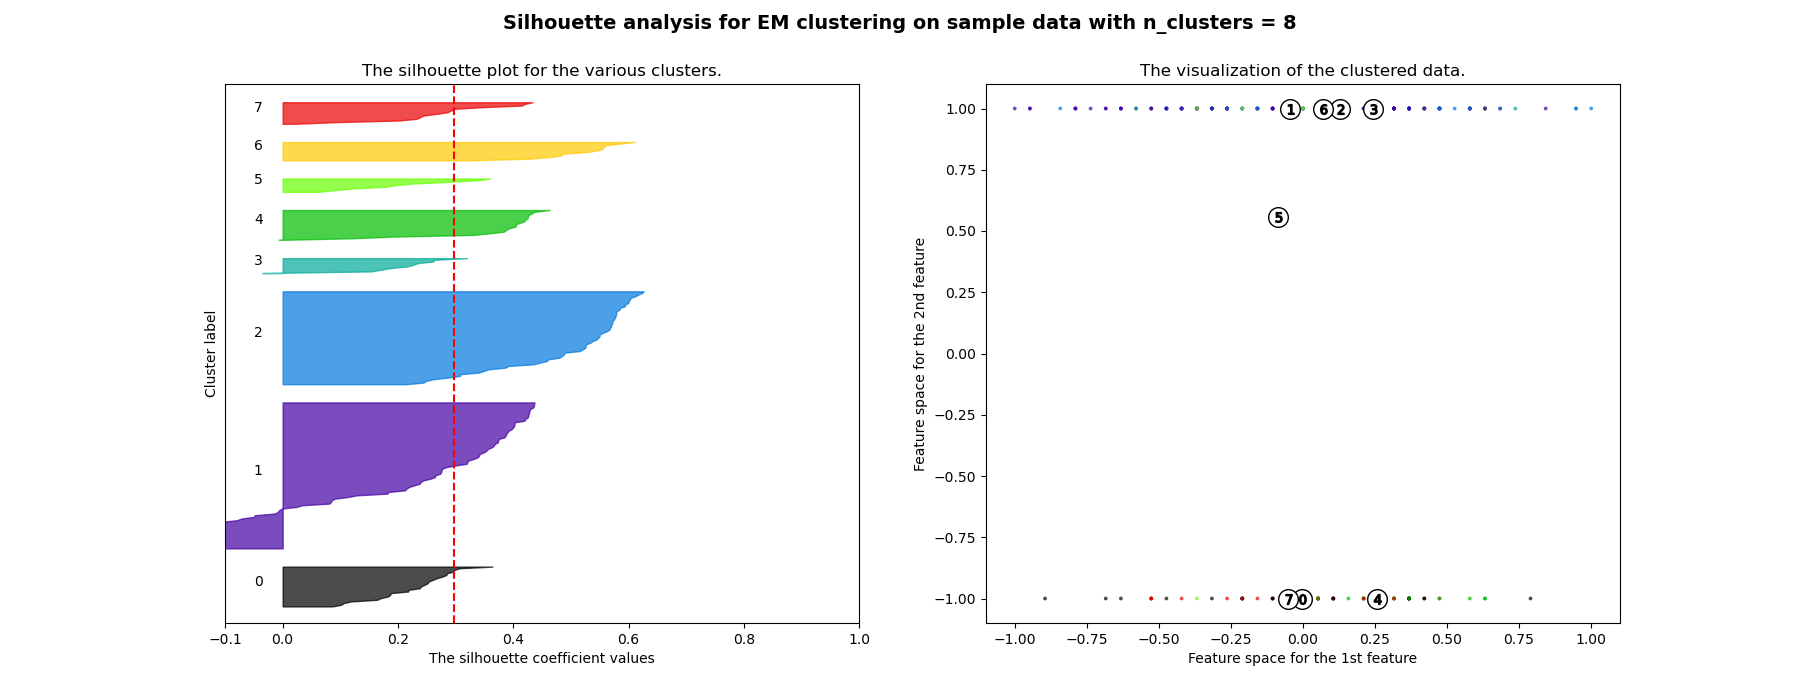 Silhouette analysis for EM clustering on sample data with n_clusters = 8
The silhouette plot for the various clusters.
7
6
5
4
3
2
1
0
Cluster label
−0.1 0.0 0.2 0.4 0.6 0.8 1.0
The silhouette coefficient values
The visualization of the clustered data.
1.00
0.75
0.50
0.25
0.00
−0.25
−0.50
−0.75
−1.00
Feature space for the 2nd feature
1 6 2 3
5
7 0 4
−1.00 −0.75 −0.50 −0.25 0.00 0.25 0.50 0.75 1.00
Feature space for the 1st feature